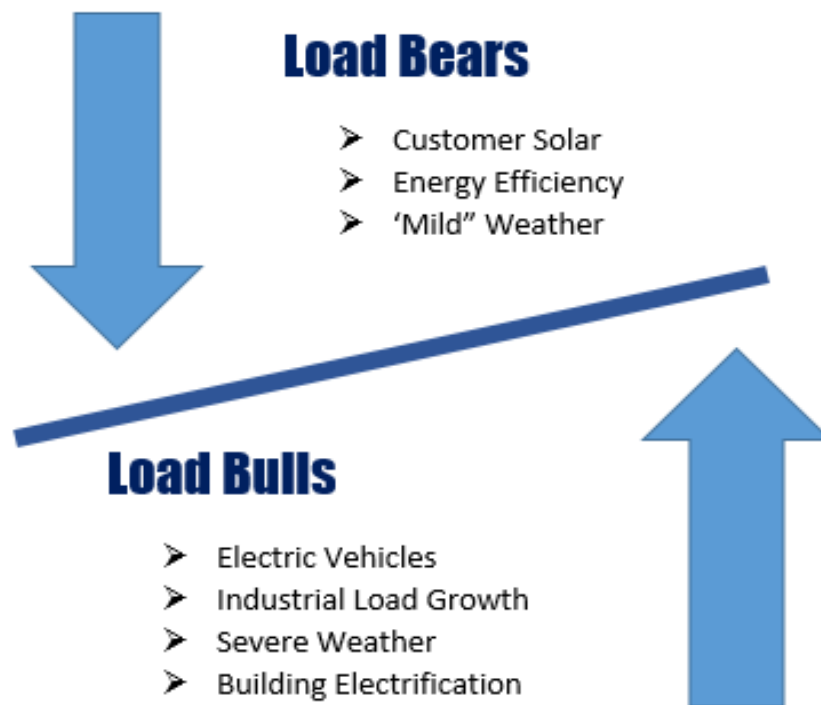 Load Bears
➤ Customer Solar
➤ Energy Efficiency
➤ ‘Mild” Weather
Load Bulls
➤ Electric Vehicles
➤ Industrial Load Growth
➤ Severe Weather
➤ Building Electrification